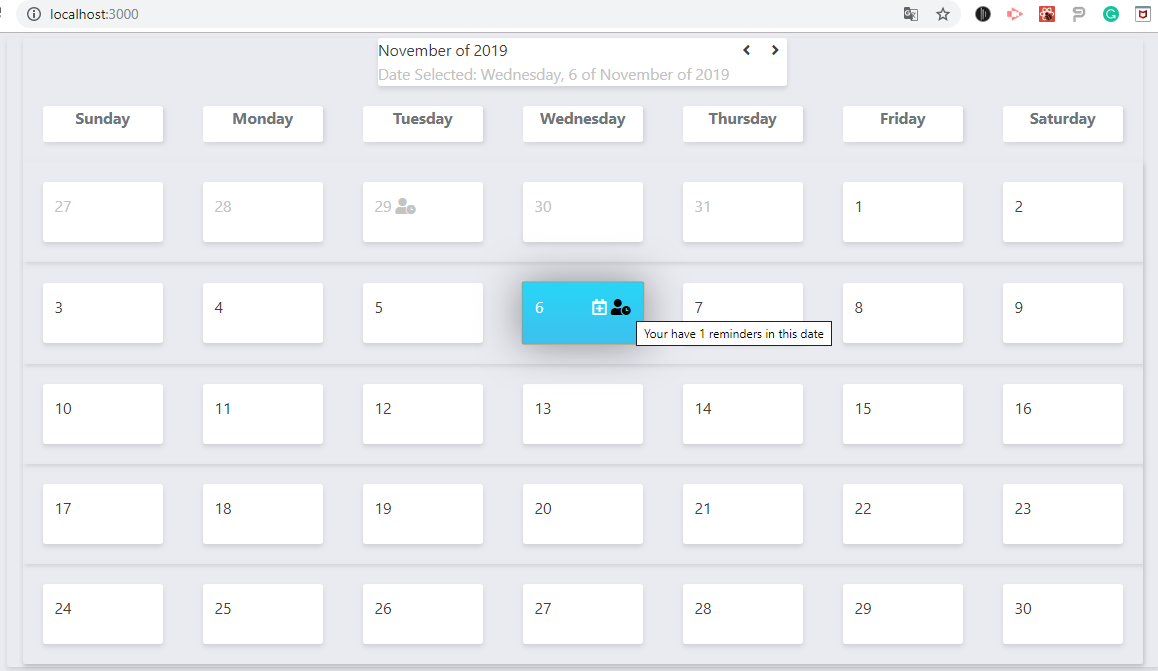 localhost:3000
November of 2019
Date Selected: Wednesday, 6 of November of 2019
Sunday Monday Tuesday Wednesday Thursday Friday Saturday
27 28 29 30 31 1 2
3 4 5 6 7 8 9
Your have 1 reminders in this date
10 11 12 13 14 15 16
17 18 19 20 21 22 23
24 25 26 27 28 29 30